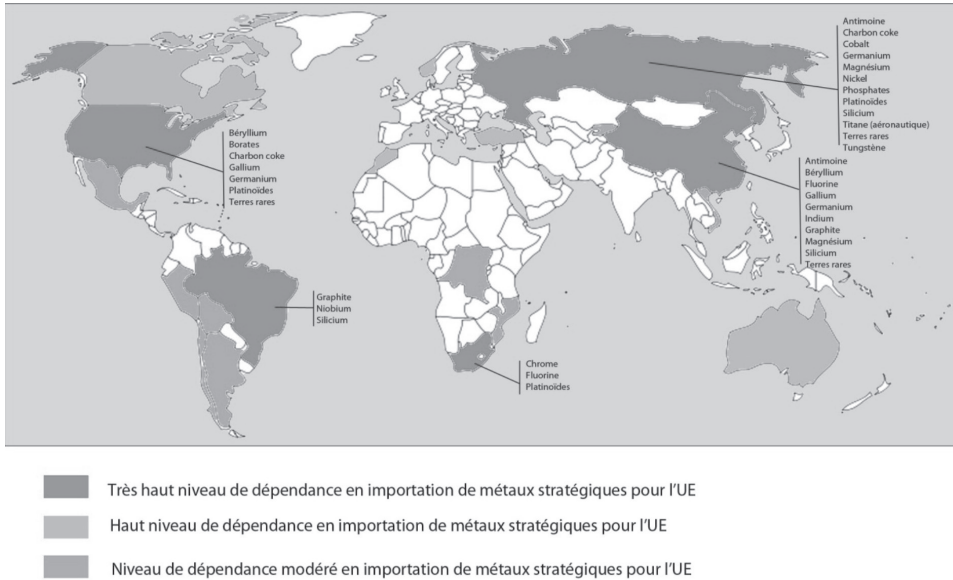 Antimoine
Charbon coke
Cobalt
Germanium
Magnésium
Nickel
Phosphates
Platinoïdes
Silicium
Titane (aéronautique)
Terres rares
Tungstène
Béryllium
Borates
Charbon coke
Gallium
Germanium
Platinoïdes
Terres rares
Antimoine
Béryllium
Fluorine
Gallium
Germanium
Indium
Graphite
Magnésium
Silicium
Terres rares
Graphite
Niobium
Silicium
Chrome
Fluorine
Platinoïdes
Très haut niveau de dépendance en importation de métaux stratégiques pour l'UE
Haut niveau de dépendance en importation de métaux stratégiques pour l'UE
Niveau de dépendance modéré en importation de métaux stratégiques pour l'UE